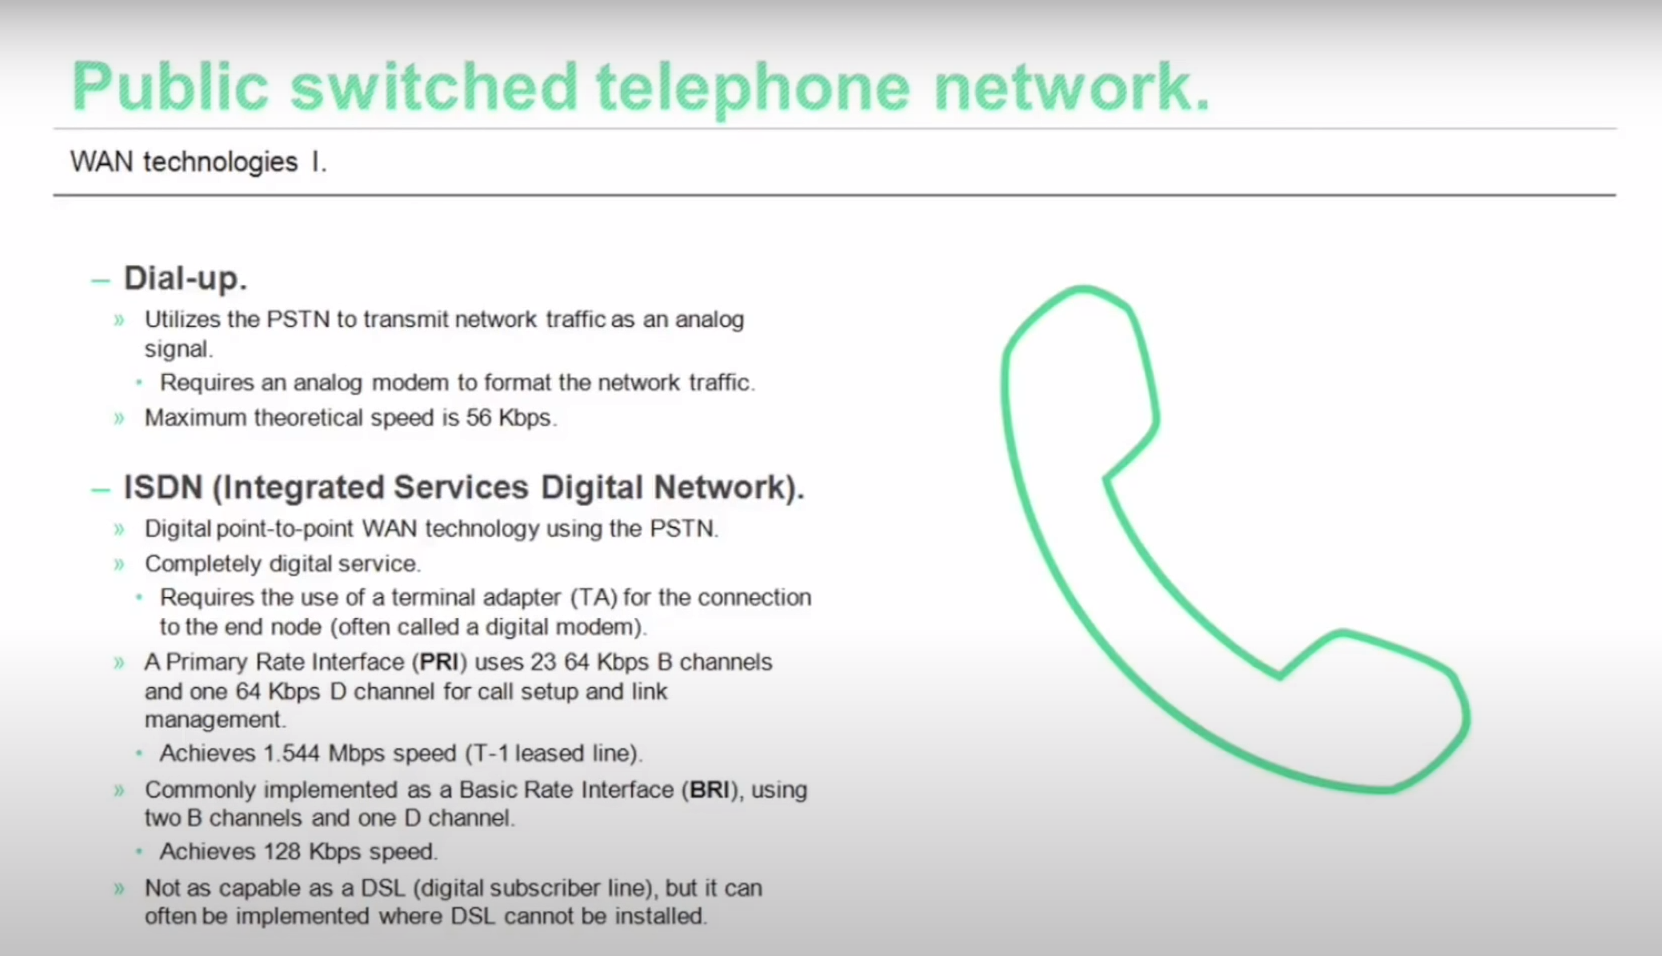 Public switched telephone network.
WAN technologies I.
– Dial-up.
» Utilizes the PSTN to transmit network traffic as an analog
signal.
• Requires an analog modem to format the network traffic.
» Maximum theoretical speed is 56 Kbps.
– ISDN (Integrated Services Digital Network).
» Digital point-to-point WAN technology using the PSTN.
» Completely digital service.
• Requires the use of a terminal adapter (TA) for the connection
to the end node (often called a digital modem).
» A Primary Rate Interface (PRI) uses 23 64 Kbps B channels
and one 64 Kbps D channel for call setup and link
management.
• Achieves 1.544 Mbps speed (T-1 leased line).
» Commonly implemented as a Basic Rate Interface (BRI), using
two B channels and one D channel.
• Achieves 128 Kbps speed.
» Not as capable as a DSL (digital subscriber line), but it can
often be implemented where DSL cannot be installed.